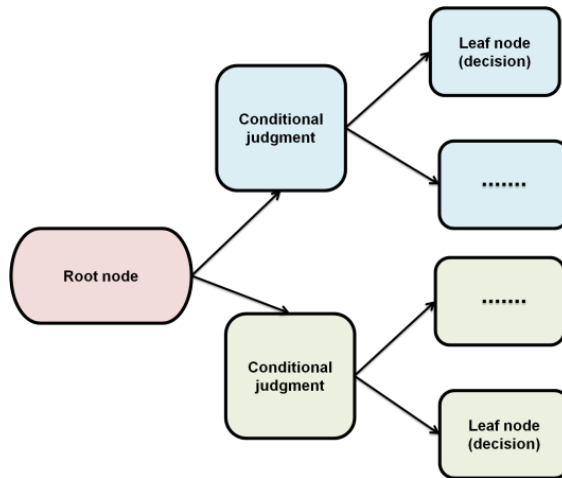 Leaf node
(decision)
Conditional
judgment
.......
Root node
.......
Conditional
judgment
Leaf node
(decision)